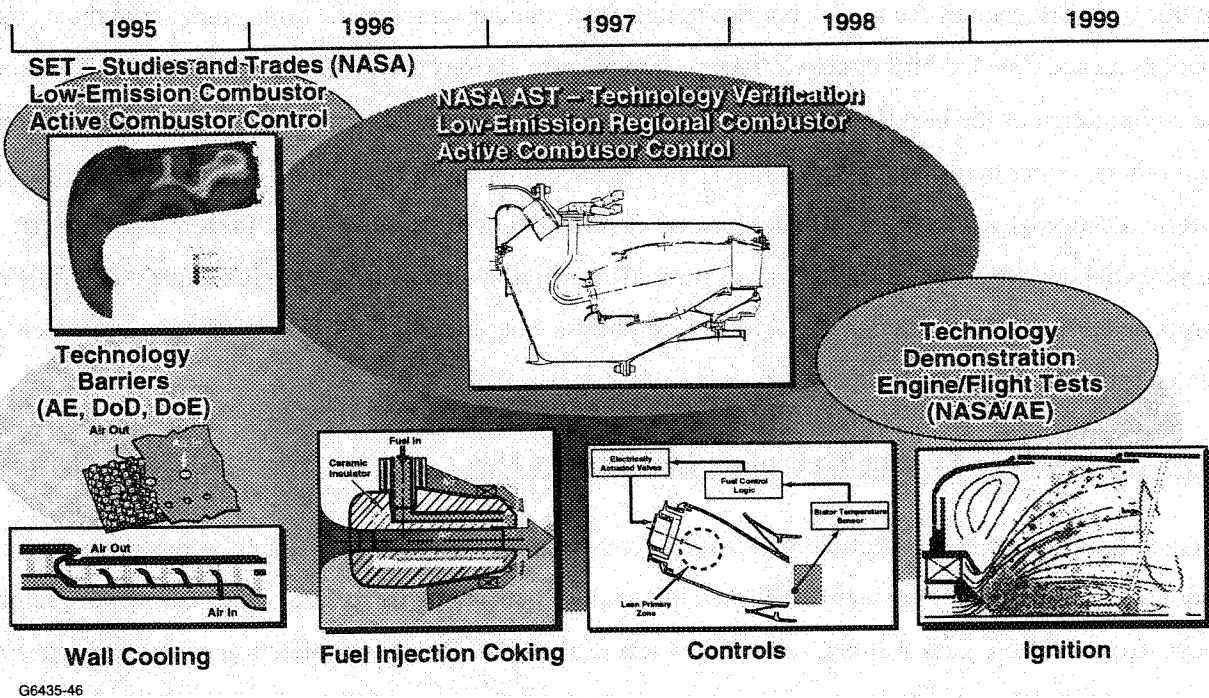 1995 1996 1997 1998 1999
SET – Studies and Trades (NASA)
Low-Emission Combustor
Active Combustor Control
NASA AST – Technology Verification
Low-Emission Regional Combustor
Active Combusor Control
Technology
Demonstration
Engine/Flight Tests
(NASA/AE)
Technology
Barriers
(AE, DoD, DoE)
Air Out
Air Out
Air In
Wall Cooling
Fuel In
Ceramic
Insulator
Fuel Injection Coking
Electrically
Actuated Valves
Fuel Control
Logic
Stator Temperature
Sensor
Lean Primary
Zone
Controls
Ignition
G6435-46